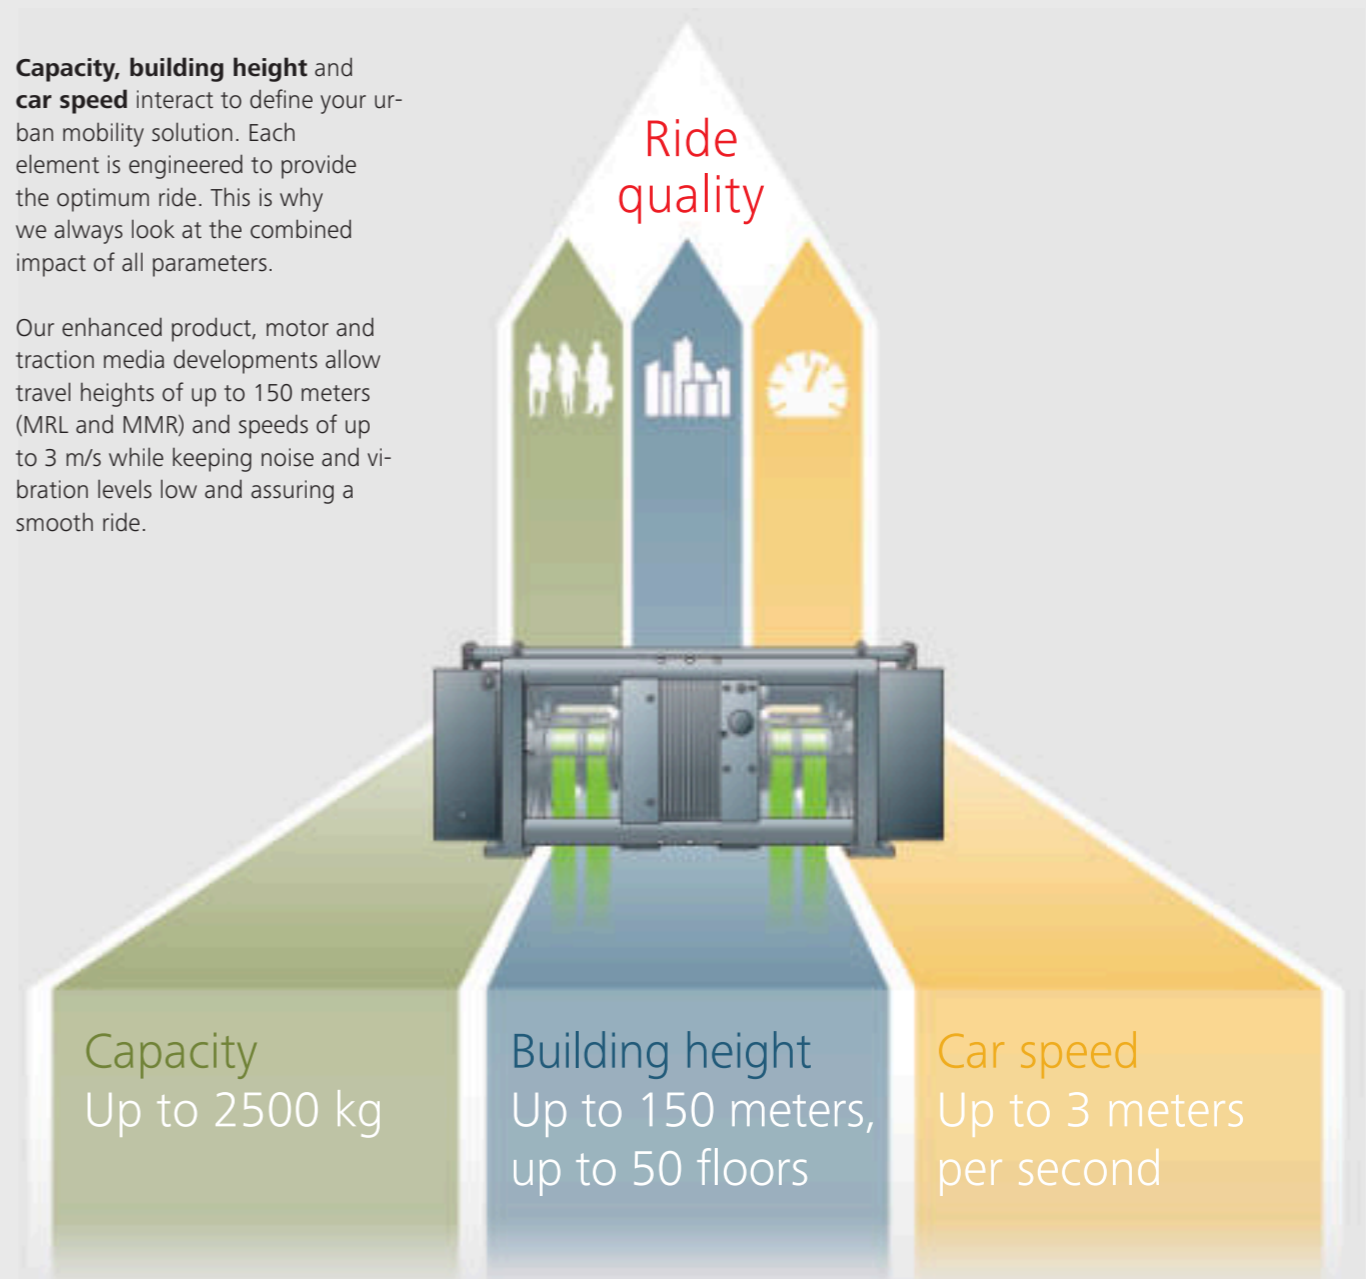 Capacity, building height and
car speed interact to define your ur-
ban mobility solution. Each
element is engineered to provide
the optimum ride. This is why
we always look at the combined
impact of all parameters.
Our enhanced product, motor and
traction media developments allow
travel heights of up to 150 meters
(MRL and MMR) and speeds of up
to 3 m/s while keeping noise and vi-
bration levels low and assuring a
smooth ride.
Ride
quality
Capacity
Up to 2500 kg
Building height
Up to 150 meters,
up to 50 floors
Car speed
Up to 3 meters
per second